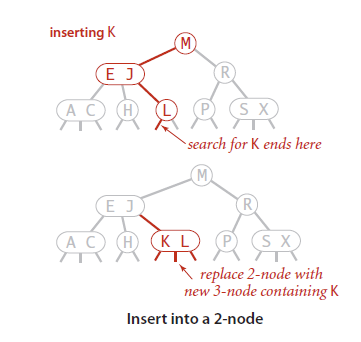 inserting K
M
E J R
A C H L P S X
search for K ends here
M
E J R
A C H K L P S X
replace 2-node with
new 3-node containing K
Insert into a 2-node